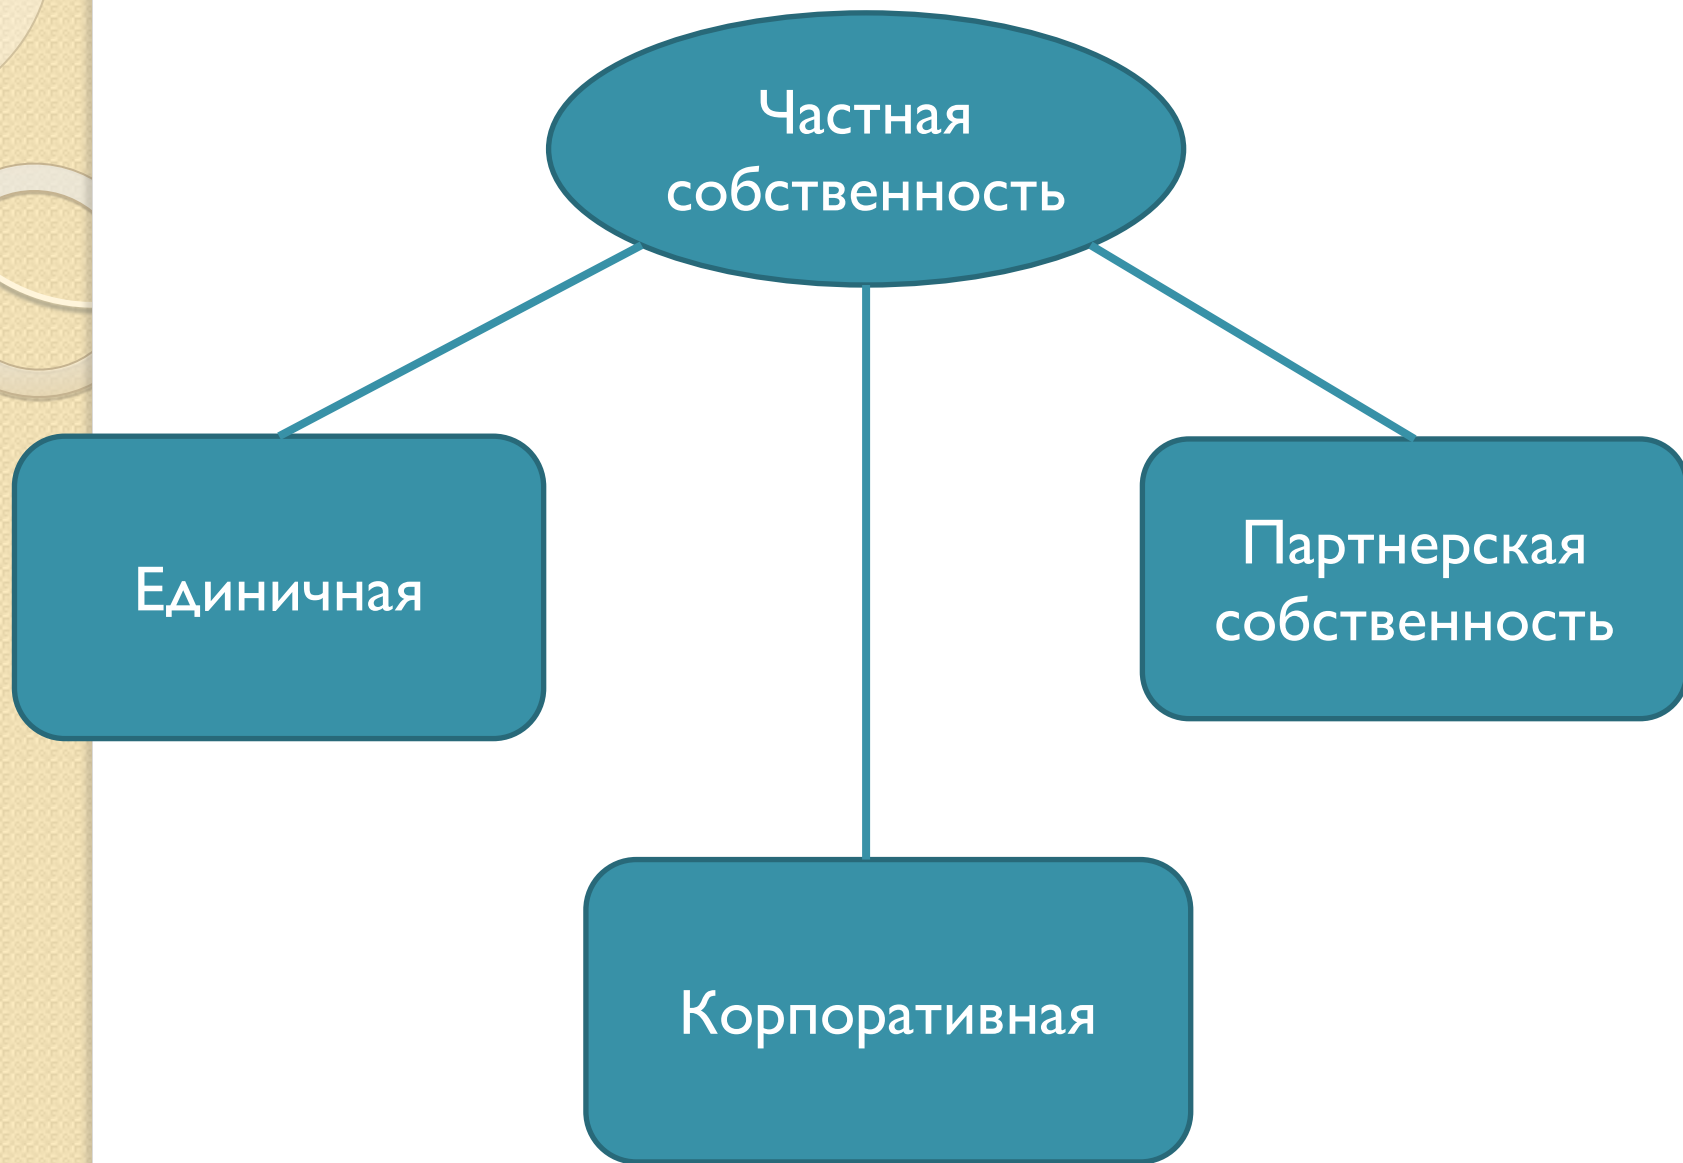 Частная
собственность
Единичная
Партнерская
собственность
Корпоративная